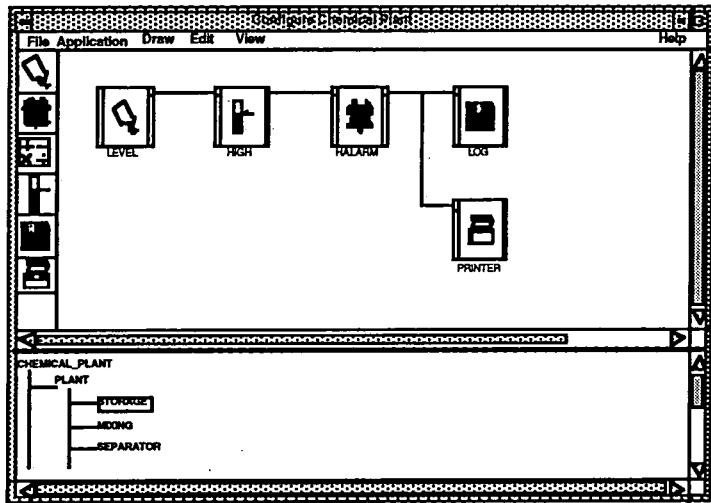 Configure Chemical Plant
File Application Draw Edit View Help
LEVEL HIGH HALARM LOG
PRINTER
CHEMICAL_PLANT
PLANT
STORAGE
MIXING
SEPARATOR